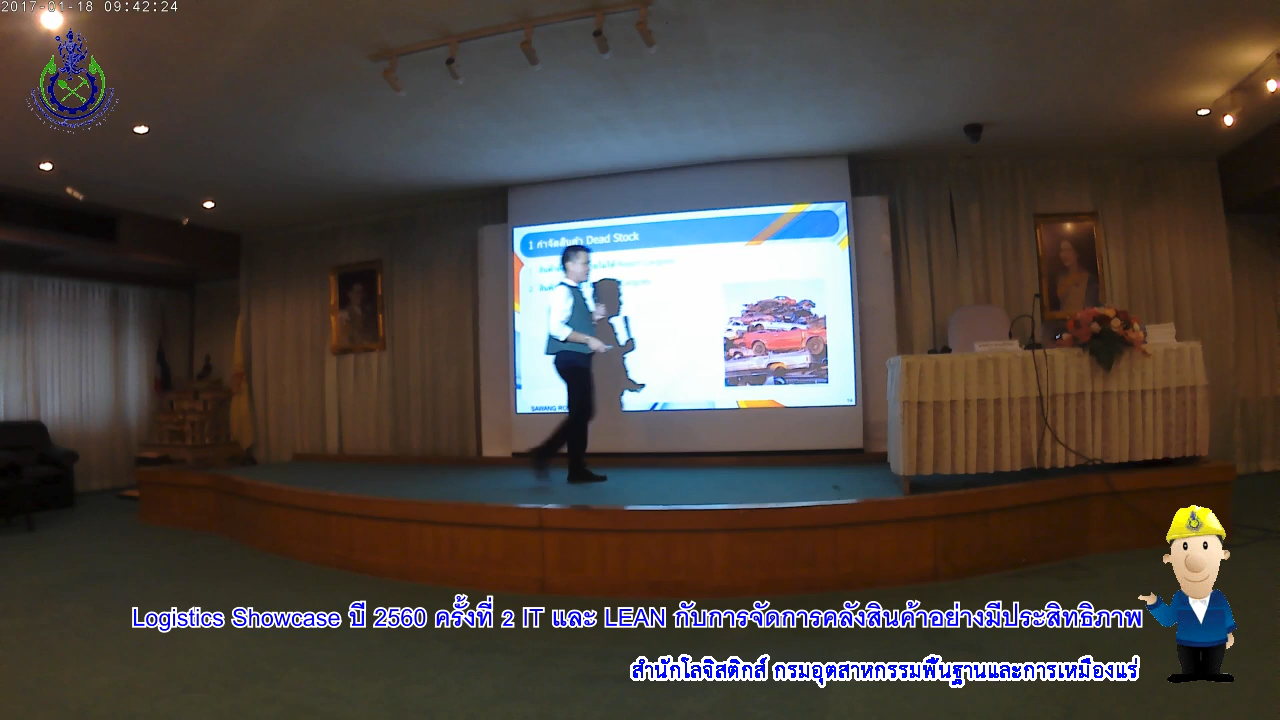 2017-01-18 09:42:24
1 กำจัดสินค้า Dead Stock
1
2
SAWANG
14
Logistics Showcase ปี 2560 ครั้งที่ 2 IT และ LEAN กับการจัดการคลังสินค้าอย่างมีประสิทธิภาพ
สำนักโลจิสติกส์ กรมอุตสาหกรรมพื้นฐานและการเหมืองแร่